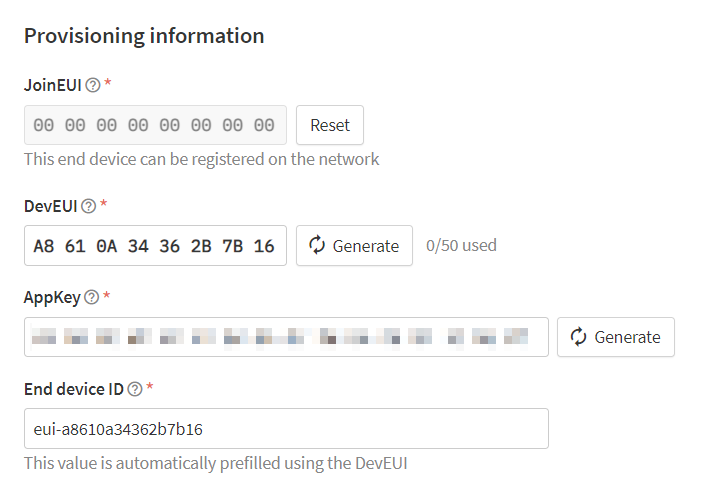 Provisioning information
JoinEUI *
00 00 00 00 00 00 00 00 Reset
This end device can be registered on the network
DevEUI *
A8 61 0A 34 36 2B 7B 16 Generate 0/50 used
AppKey *
Generate
End device ID *
eui-a8610a34362b7b16
This value is automatically prefilled using the DevEUI